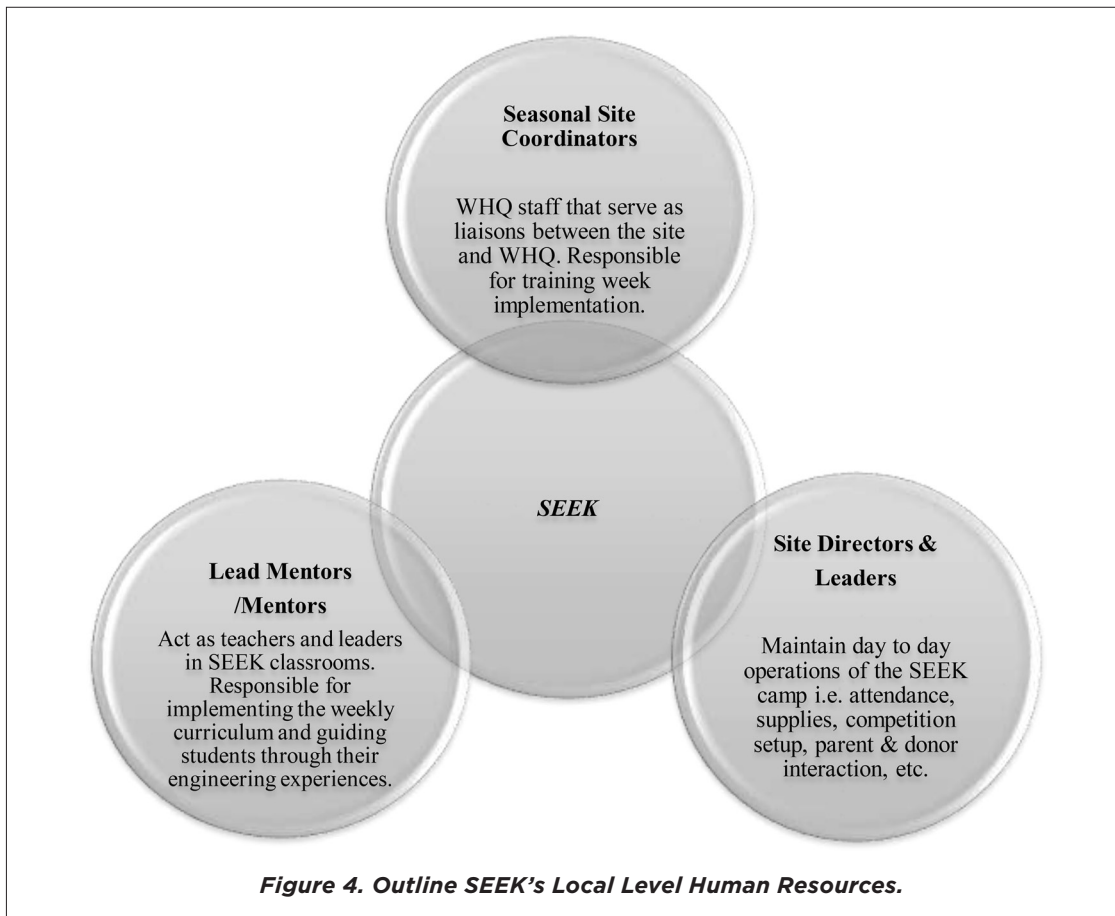 Seasonal Site
Coordinators
WHQ staff that serve as
liaisons between the site
and WHQ. Responsible
for training week
implementation.
SEEK
Lead Mentors
/Mentors
Act as teachers and leaders
in SEEK classrooms.
Responsible for
implementing the weekly
curriculum and guiding
students through their
engineering experiences.
Site Directors &
Leaders
Maintain day to day
operations of the SEEK
camp i.e. attendance,
supplies, competition
setup, parent & donor
interaction, etc.
Figure 4. Outline SEEK's Local Level Human Resources.